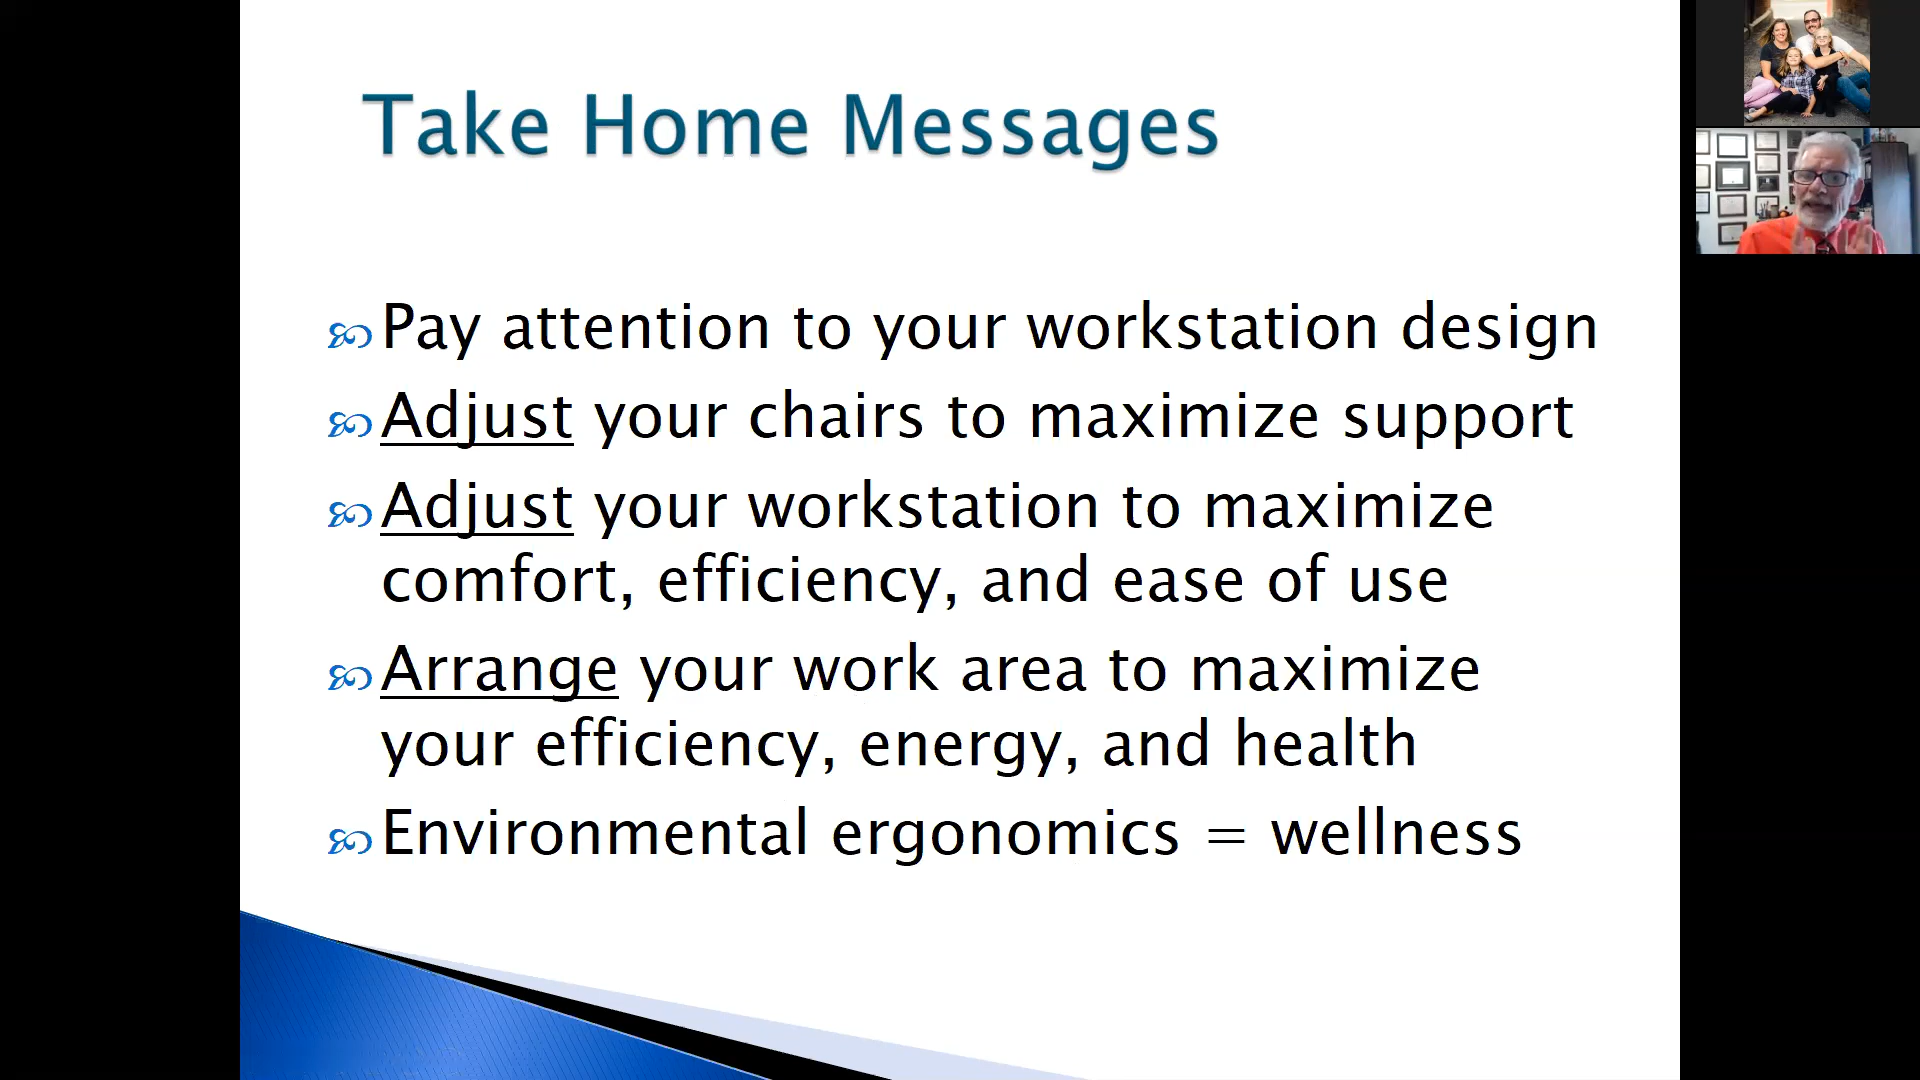 Take Home Messages
Pay attention to your workstation design
Adjust your chairs to maximize support
Adjust your workstation to maximize
comfort, efficiency, and ease of use
Arrange your work area to maximize
your efficiency, energy, and health
Environmental ergonomics = wellness